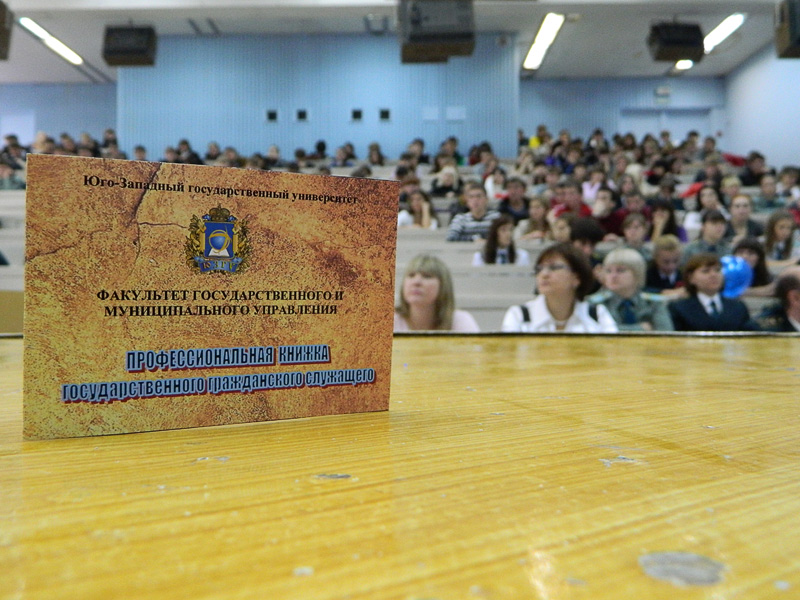 Юго-Западный государственный университет
ФАКУЛЬТЕТ ГОСУДАРСТВЕННОГО И
МУНИЦИПАЛЬНОГО УПРАВЛЕНИЯ
ПРОФЕССИОНАЛЬНАЯ КНИЖКА
государственного гражданского служащего